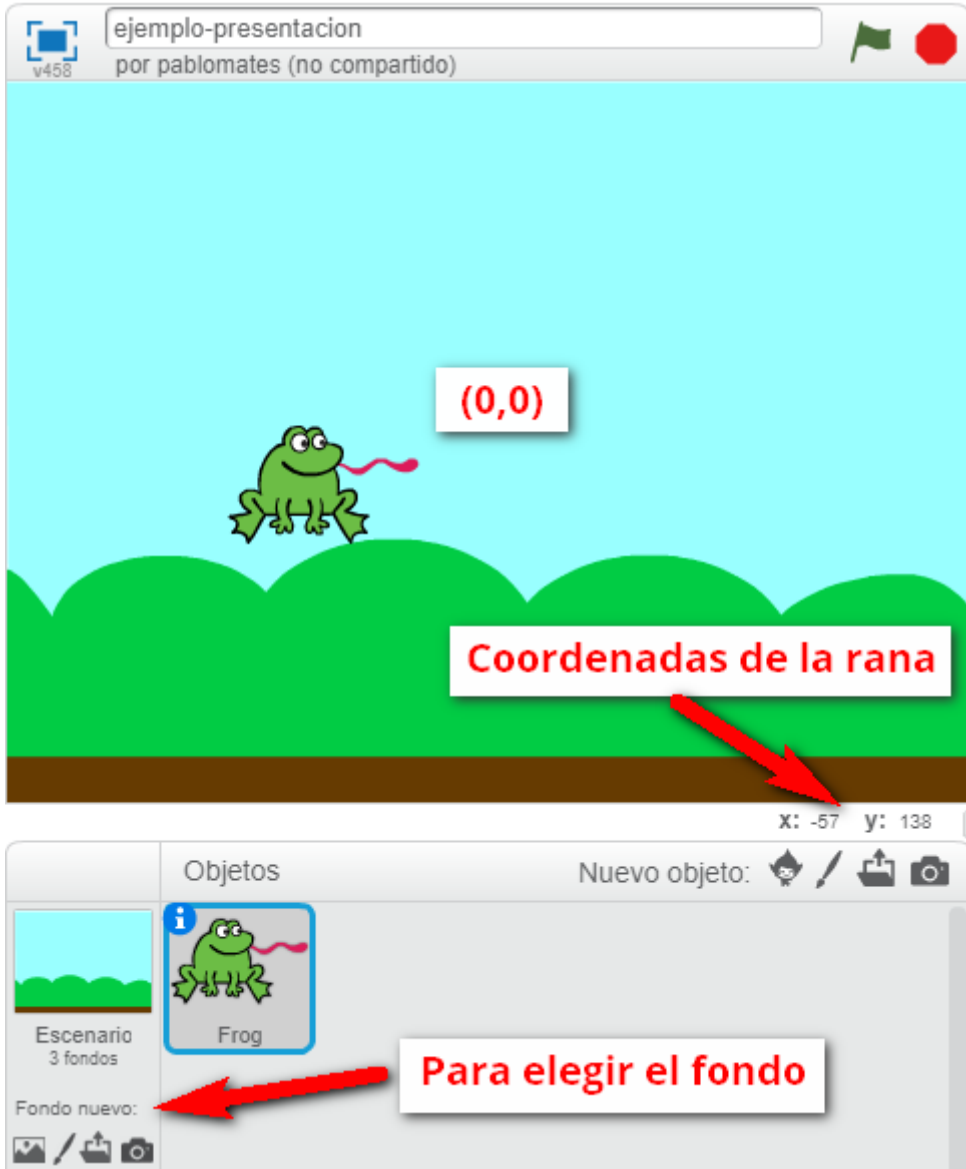 ejemplo-presentacion
v458
por pablomates (no compartido)
(0,0)
Coordenadas de la rana
x: -57 y: 138
Objetos
Nuevo objeto:
Escenario
3 fondos
Frog
Para elegir el fondo
Fondo nuevo: